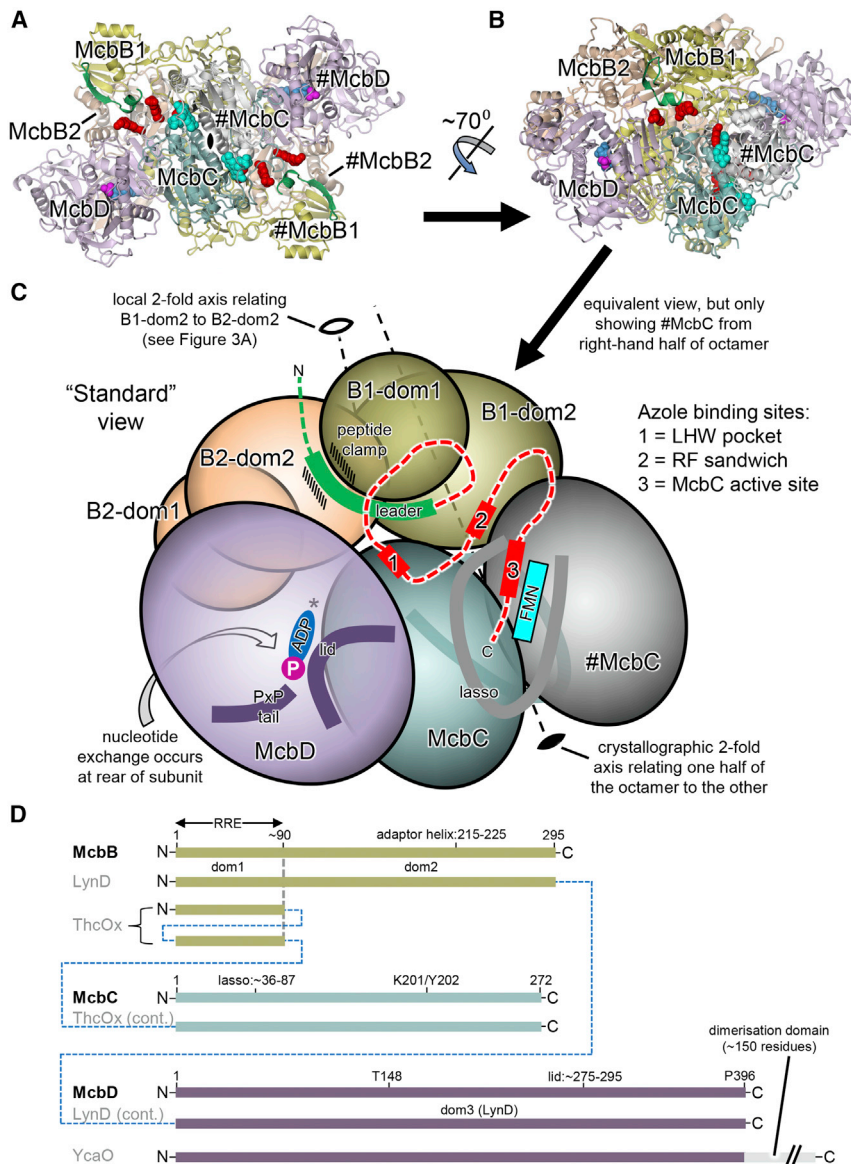 A
McbB1
#McbD
McbB2
#McbC
#McbB2
McbC
McbD
#McbB1
~70⁰
B
McbB2
McbB1
McbD
#McbC
McbC
C
local 2-fold axis relating
B1-dom2 to B2-dom2
(see Figure 3A)
equivalent view, but only
showing #McbC from
right-hand half of octamer
"Standard"
view
N
B1-dom1
peptide
clamp
B1-dom2
Azole binding sites:
1 = LHW pocket
2 = RF sandwich
3 = McbC active site
B2-dom2
B2-dom1
leader
1
2
3
FMN
#McbC
*
ADP
P
lid
PxP
tail
C
lasso
McbD
McbC
nucleotide
exchange occurs
at rear of subunit
crystallographic 2-fold
axis relating one half of
the octamer to the other
D
RRE
1 ~90 adaptor helix:215-225 295
McbB N C
dom1 dom2
LynD N
ThcOx N
1 lasso:~36-87 K201/Y202 272
McbC N C
ThcOx (cont.) C
dimerisation domain
(~150 residues)
1 T148 lid:~275-295 P396
McbD N C
LynD (cont.) dom3 (LynD) C
YcaO N C